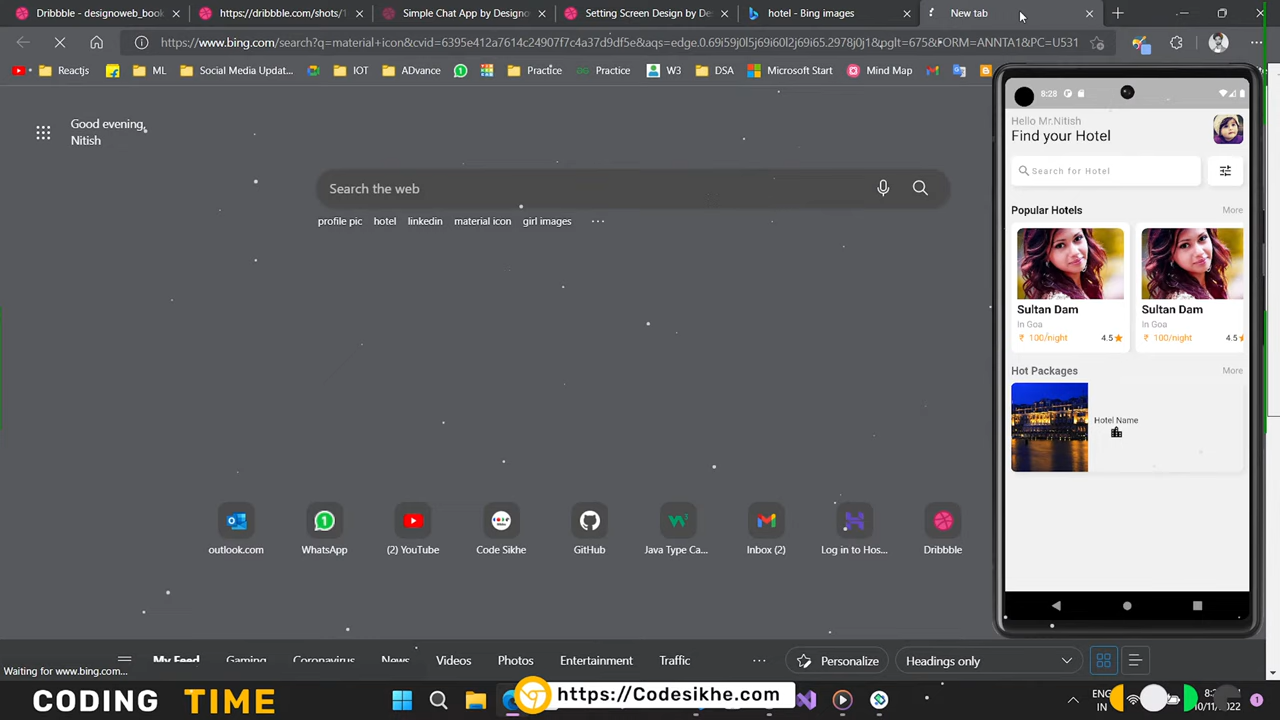 Dribbble - designoweb_book
https://dribbble.com/shots/1
Simple Chat App by Designo
Setting Screen Design by De
hotel - Bing images
New tab
https://www.bing.com/search?q=material+icon&cvid=6395e412a7614c24907f7c4a37d9df5e&aqs=edge.0.69i59j0l5j69i60l2j69i65.2978j0j1&pglt=675&FORM=ANNTA1&PC=U531
Reactjs
ML
Social Media Updat...
IOT
ADvance
Practice
Practice
W3
DSA
Microsoft Start
Mind Map
Good evening,
Nitish
Search the web
profile pic
hotel
linkedin
material icon
girl images
8:28
Hello Mr.Nitish
Find your Hotel
Search for Hotel
Popular Hotels
More
Sultan Dam
Sultan Dam
In Goa
In Goa
₹ 100/night
4.5
₹ 100/night
4.5
Hot Packages
More
Hotel Name
outlook.com
WhatsApp
(2) YouTube
Code Sikhe
GitHub
Java Type Ca...
Inbox (2)
Log in to Hos...
Dribbble
My Feed
Gaming
Coronavirus
News
Videos
Photos
Entertainment
Traffic
Personalize
Headings only
Waiting for www.bing.com...
CODING TIME
https://Codesikhe.com
ENG
IN
10/11/2022
1